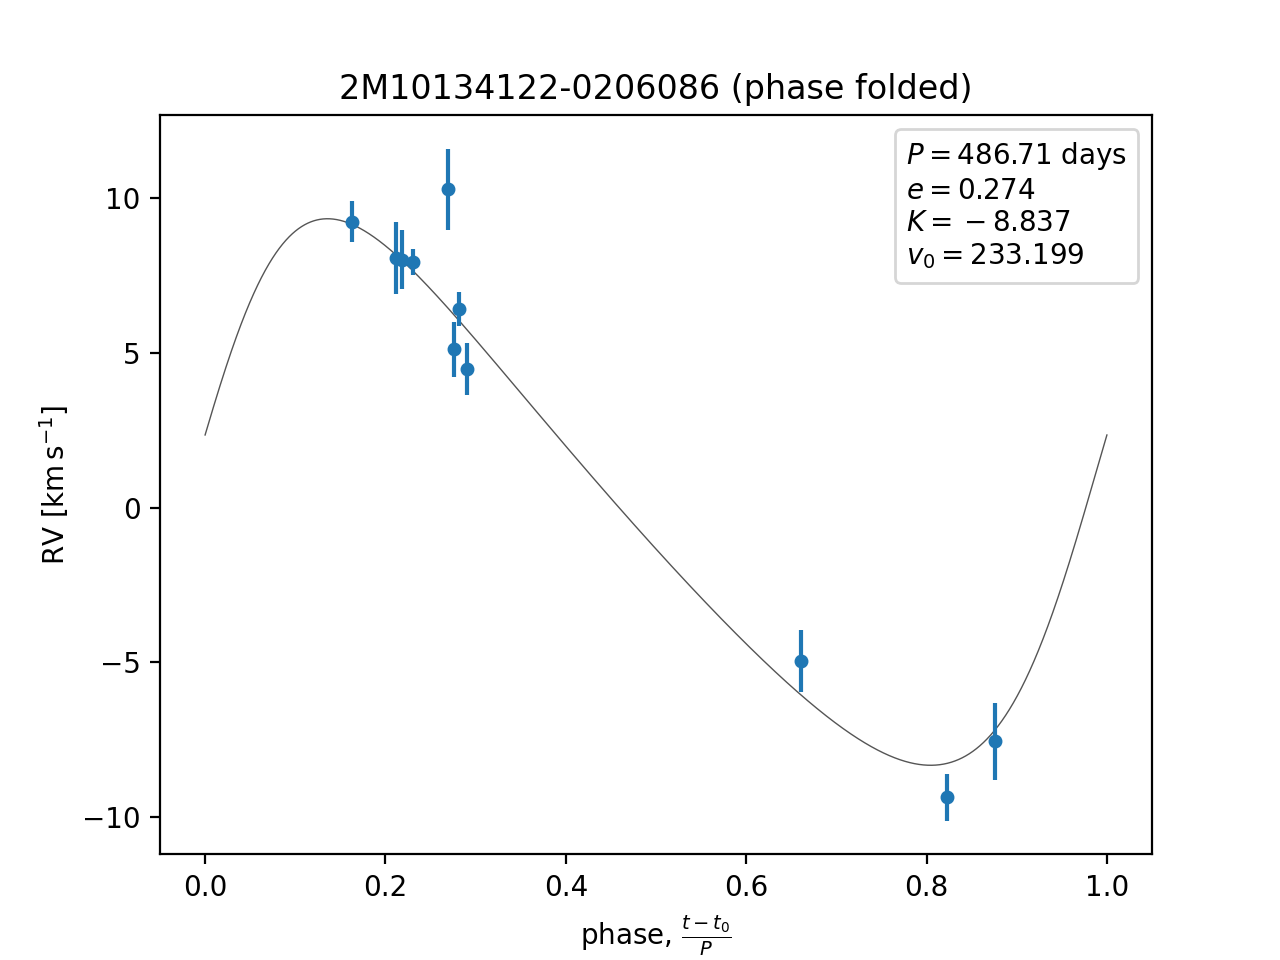 2M10134122-0206086 (phase folded)
P = 486.71 days
e = 0.274
K = −8.837
v₀ = 233.199
10
5
0
−5
−10
RV [km s⁻¹]
0.0 0.2 0.4 0.6 0.8 1.0
phase, (t − t₀)/P